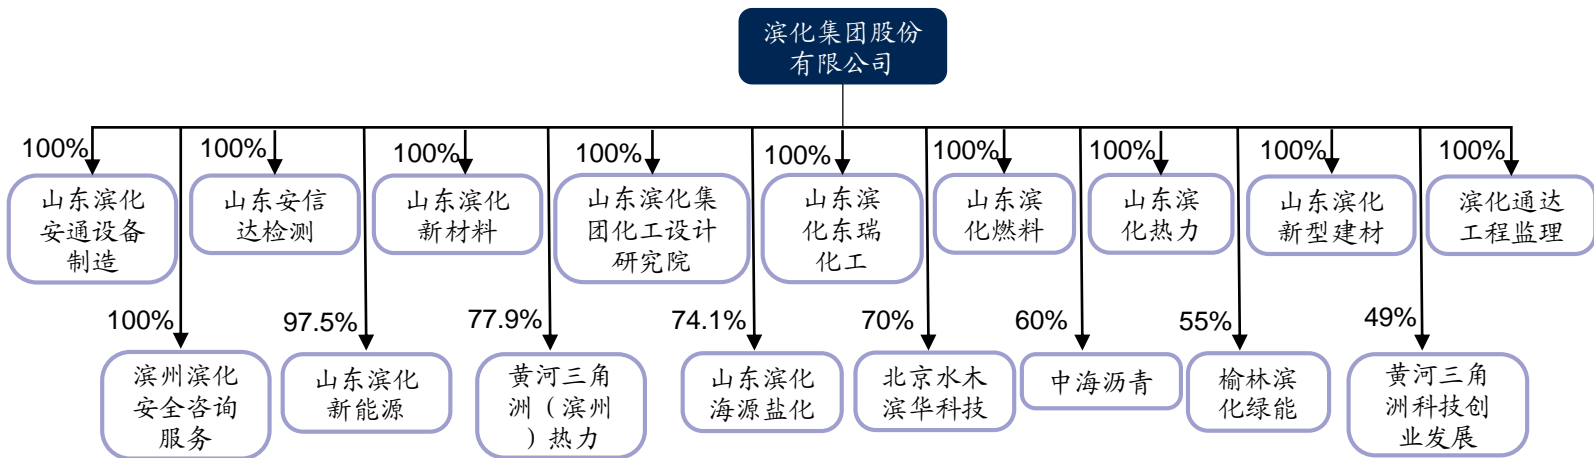 滨化集团股份
有限公司
100%
100%
100%
100%
100%
100%
100%
100%
100%
山东滨化
安通设备
制造
山东安信
达检测
山东滨化
新材料
山东滨化集
团化工设计
研究院
山东滨
化东瑞
化工
山东滨
化燃料
山东滨
化热力
山东滨化
新型建材
滨化通达
工程监理
100%
97.5%
77.9%
74.1%
70%
60%
55%
49%
滨州滨化
安全咨询
服务
山东滨化
新能源
黄河三角
洲（滨州
）热力
山东滨化
海源盐化
北京水木
滨华科技
中海沥青
榆林滨
化绿能
黄河三角
洲科技创
业发展